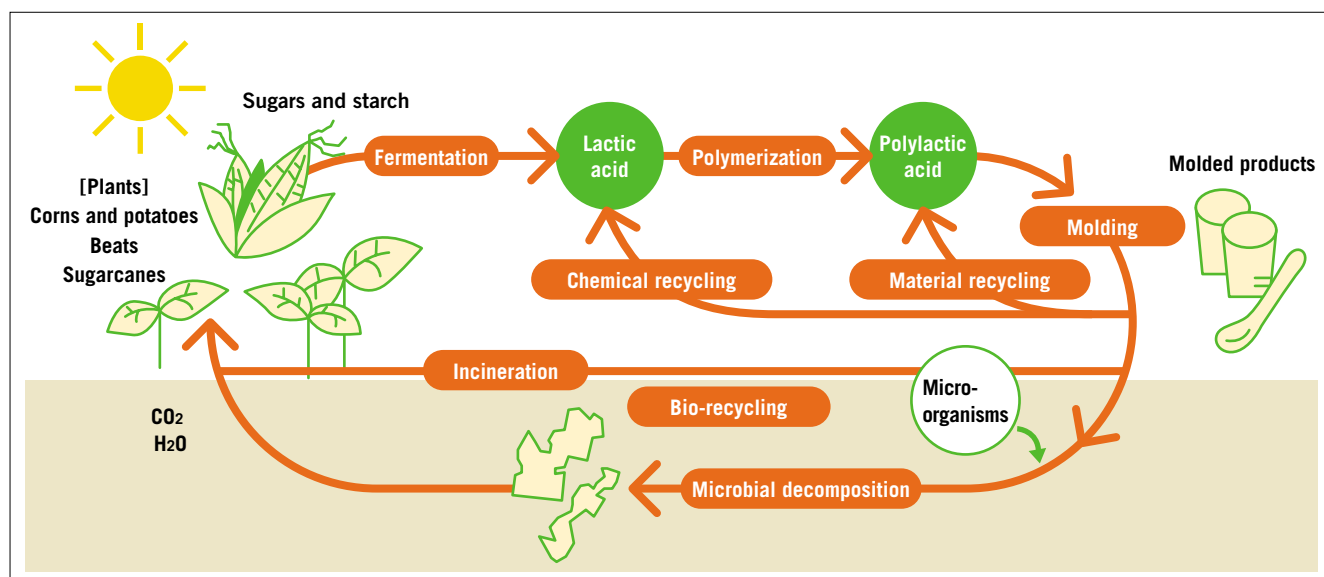 Sugars and starch
Fermentation
Lactic
acid
Polymerization
Polylactic
acid
Molded products
[Plants]
Corns and potatoes
Beats
Sugarcanes
Molding
Chemical recycling
Material recycling
Incineration
Bio-recycling
Micro-
organisms
CO2
H2O
Microbial decomposition